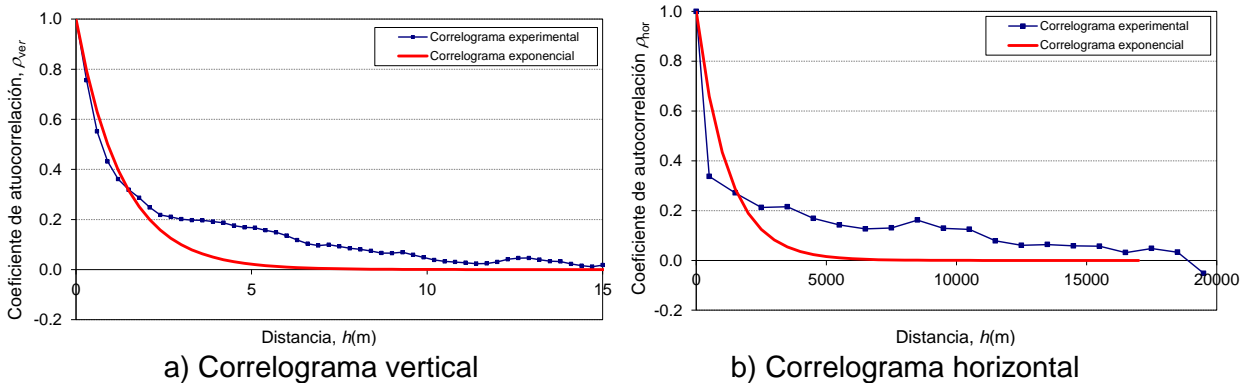 1.0
0.8
0.6
0.4
0.2
0.0
-0.2
0
5
10
15
Coeficiente de atuocorrelación, ρver
Correlograma experimental
Correlograma exponencial
Distancia, h(m)
a) Correlograma vertical
1.0
0.8
0.6
0.4
0.2
0.0
-0.2
0
5000
10000
15000
20000
Coeficiente de autocorrelación ρhor
Correlograma experimental
Correlograma exponencial
Distancia, h(m)
b) Correlograma horizontal